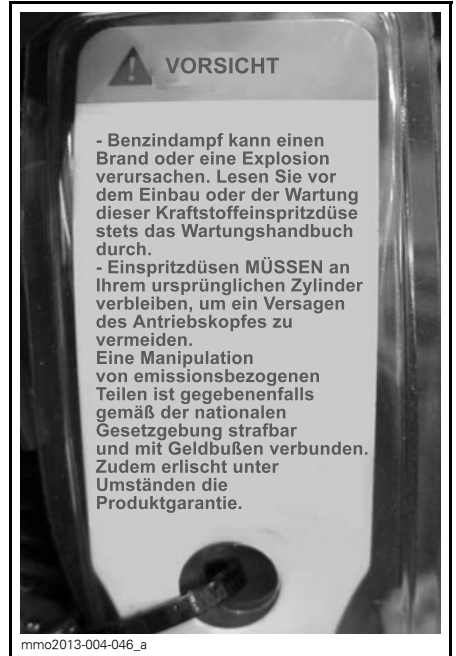 VORSICHT
- Benzindampf kann einen
Brand oder eine Explosion
verursachen. Lesen Sie vor
dem Einbau oder der Wartung
dieser Kraftstoffeinspritzdüse
stets das Wartungshandbuch
durch.
- Einspritzdüsen MÜSSEN an
Ihrem ursprünglichen Zylinder
verbleiben, um ein Versagen
des Antriebskopfes zu
vermeiden.
Eine Manipulation
von emissionsbezogenen
Teilen ist gegebenenfalls
gemäß der nationalen
Gesetzgebung strafbar
und mit Geldbußen verbunden.
Zudem erlischt unter
Umständen die
Produktgarantie.
mmo2013-004-046_a